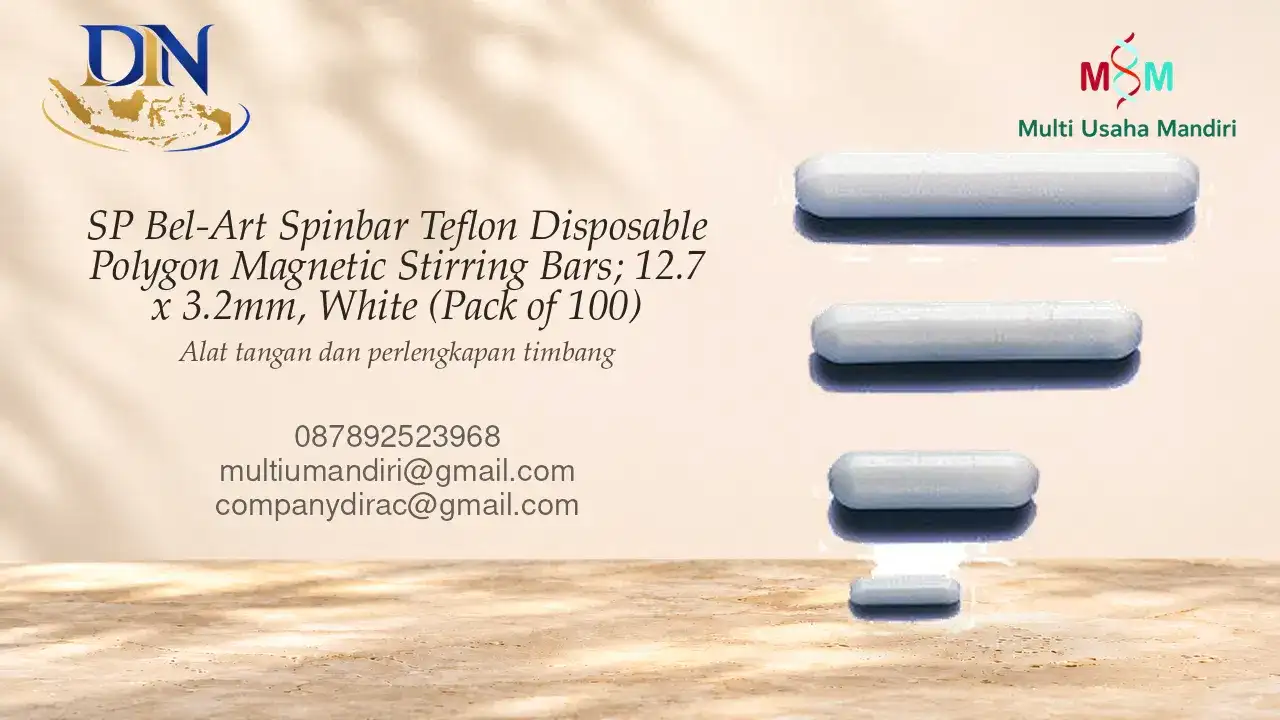 DIN
M M
Multi Usaha Mandiri
SP Bel-Art Spinbar Teflon Disposable
Polygon Magnetic Stirring Bars; 12.7
x 3.2mm, White (Pack of 100)
Alat tangan dan perlengkapan timbang
087892523968
multiumandiri@gmail.com
companydirac@gmail.com